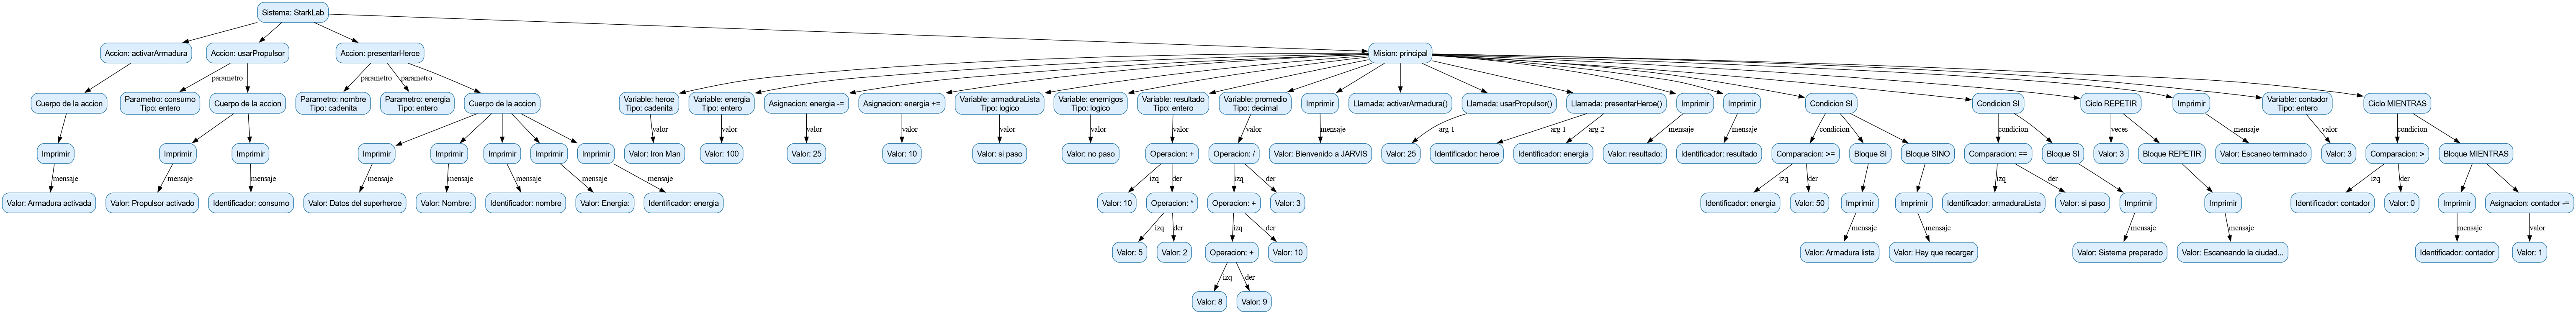 Sistema: StarkLab
Accion: activarArmadura
Accion: usarPropulsor
Accion: presentarHeroe
Mision: principal
parametro
parametro
parametro
Cuerpo de la accion
Parametro: consumo
Tipo: entero
Cuerpo de la accion
Parametro: nombre
Tipo: cadenita
Parametro: energia
Tipo: entero
Cuerpo de la accion
Variable: heroe
Tipo: cadenita
Variable: energia
Tipo: entero
Asignacion: energia -=
Asignacion: energia +=
Variable: armaduraLista
Tipo: logico
Variable: enemigos
Tipo: logico
Variable: resultado
Tipo: entero
Variable: promedio
Tipo: decimal
Imprimir
Llamada: activarArmadura()
Llamada: usarPropulsor()
Llamada: presentarHeroe()
Imprimir
Imprimir
Condicion SI
Condicion SI
Ciclo REPETIR
Imprimir
Variable: contador
Tipo: entero
Ciclo MIENTRAS
valor
valor
valor
valor
valor
valor
valor
valor
mensaje
arg 1
arg 1
arg 2
mensaje
mensaje
condicion
condicion
veces
mensaje
valor
condicion
Imprimir
Imprimir
Imprimir
Imprimir
Imprimir
Imprimir
Imprimir
Imprimir
Valor: Iron Man
Valor: 100
Valor: 25
Valor: 10
Valor: si paso
Valor: no paso
Operacion: +
Operacion: /
Valor: Bienvenido a JARVIS
Valor: 25
Identificador: heroe
Identificador: energia
Valor: resultado:
Identificador: resultado
Comparacion: >=
Bloque SI
Bloque SINO
Comparacion: ==
Bloque SI
Valor: 3
Bloque REPETIR
Valor: Escaneo terminado
Valor: 3
Comparacion: >
Bloque MIENTRAS
mensaje
mensaje
mensaje
mensaje
mensaje
mensaje
mensaje
mensaje
izq
der
izq
der
izq
der
izq
der
izq
der
Valor: Armadura activada
Valor: Propulsor activado
Identificador: consumo
Valor: Datos del superheroe
Valor: Nombre:
Identificador: nombre
Valor: Energia:
Identificador: energia
Valor: 10
Operacion: *
Operacion: +
Valor: 3
Identificador: energia
Valor: 50
Imprimir
Imprimir
Identificador: armaduraLista
Valor: si paso
Imprimir
Imprimir
Identificador: contador
Valor: 0
Imprimir
Asignacion: contador -=
izq
der
izq
der
mensaje
mensaje
mensaje
mensaje
mensaje
valor
Valor: 5
Valor: 2
Operacion: +
Valor: 10
Valor: Armadura lista
Valor: Hay que recargar
Valor: Sistema preparado
Valor: Escaneando la ciudad...
Identificador: contador
Valor: 1
izq
der
Valor: 8
Valor: 9